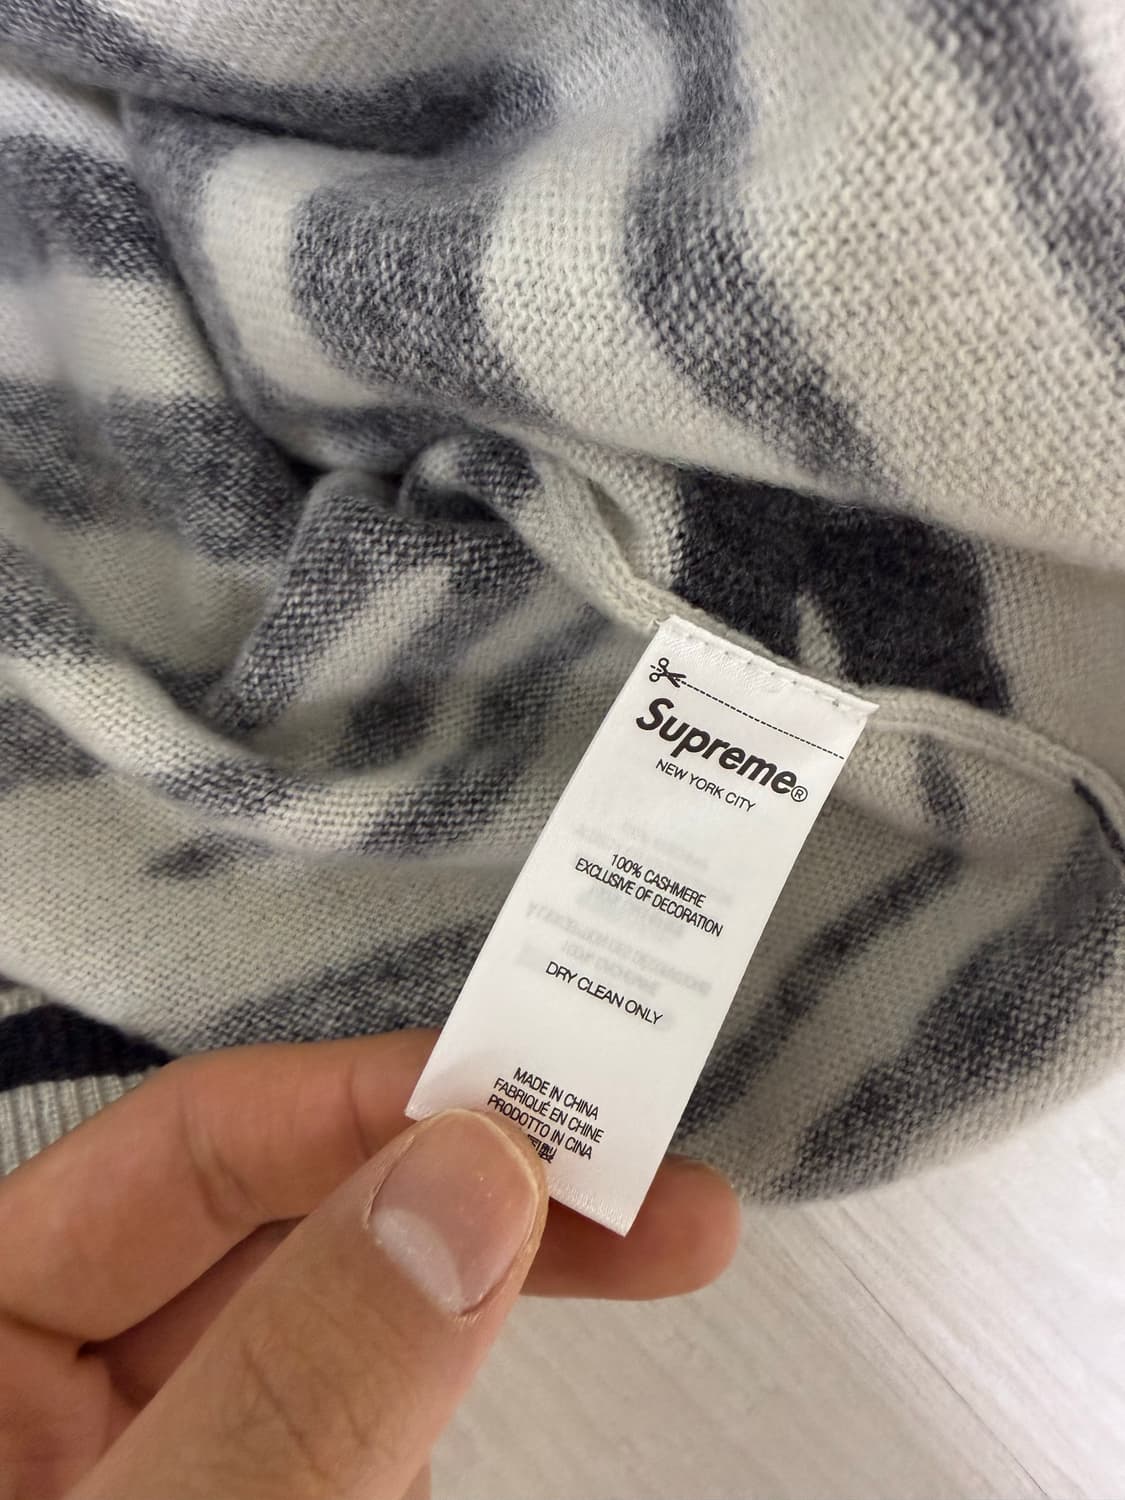 Supreme®
NEW YORK CITY
100% CASHMERE
EXCLUSIVE OF DECORATION
DRY CLEAN ONLY
MADE IN CHINA
FABRIQUÉ EN CHINE
PRODOTTO IN CINA